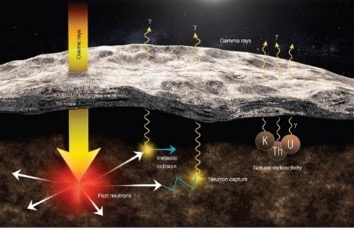 Cosmic rays
γ
?
Gamma rays
γ
?
Inelastic
collision
Fast neutrons
Neutron capture
K
Th
U
Natural radioactivity